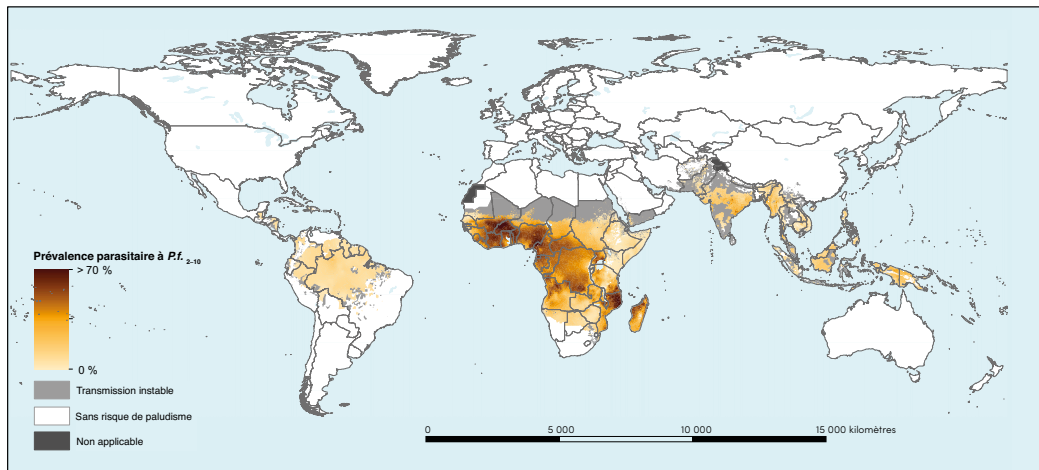 Prévalence parasitaire à P.f. 2–10
> 70 %
0 %
Transmission instable
Sans risque de paludisme
Non applicable
0 5 000 10 000 15 000 kilomètres